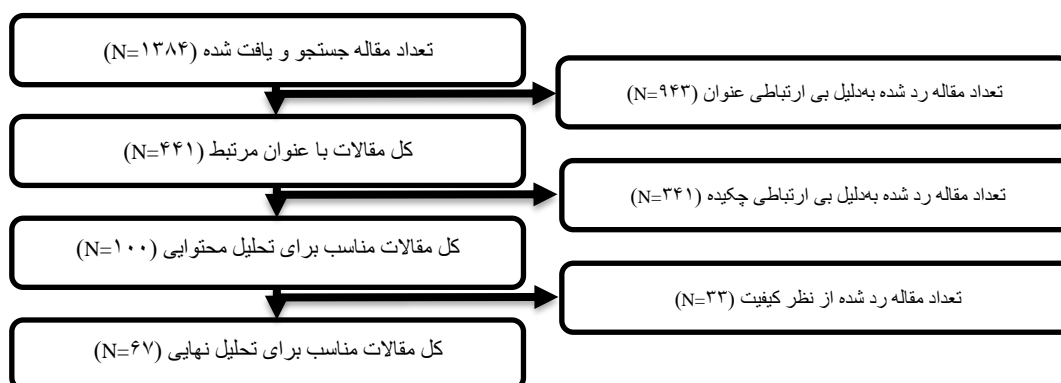 تعداد مقاله جستجو و یافت شده (N=۱۳۸۴)
تعداد مقاله رد شده به‌دلیل بی ارتباطی عنوان (N=۹۴۳)
کل مقالات با عنوان مرتبط (N=۴۴۱)
تعداد مقاله رد شده به‌دلیل بی ارتباطی چکیده (N=۳۴۱)
کل مقالات مناسب برای تحلیل محتوایی (N=۱۰۰)
تعداد مقاله رد شده از نظر کیفیت (N=۳۳)
کل مقالات مناسب برای تحلیل نهایی (N=۶۷)